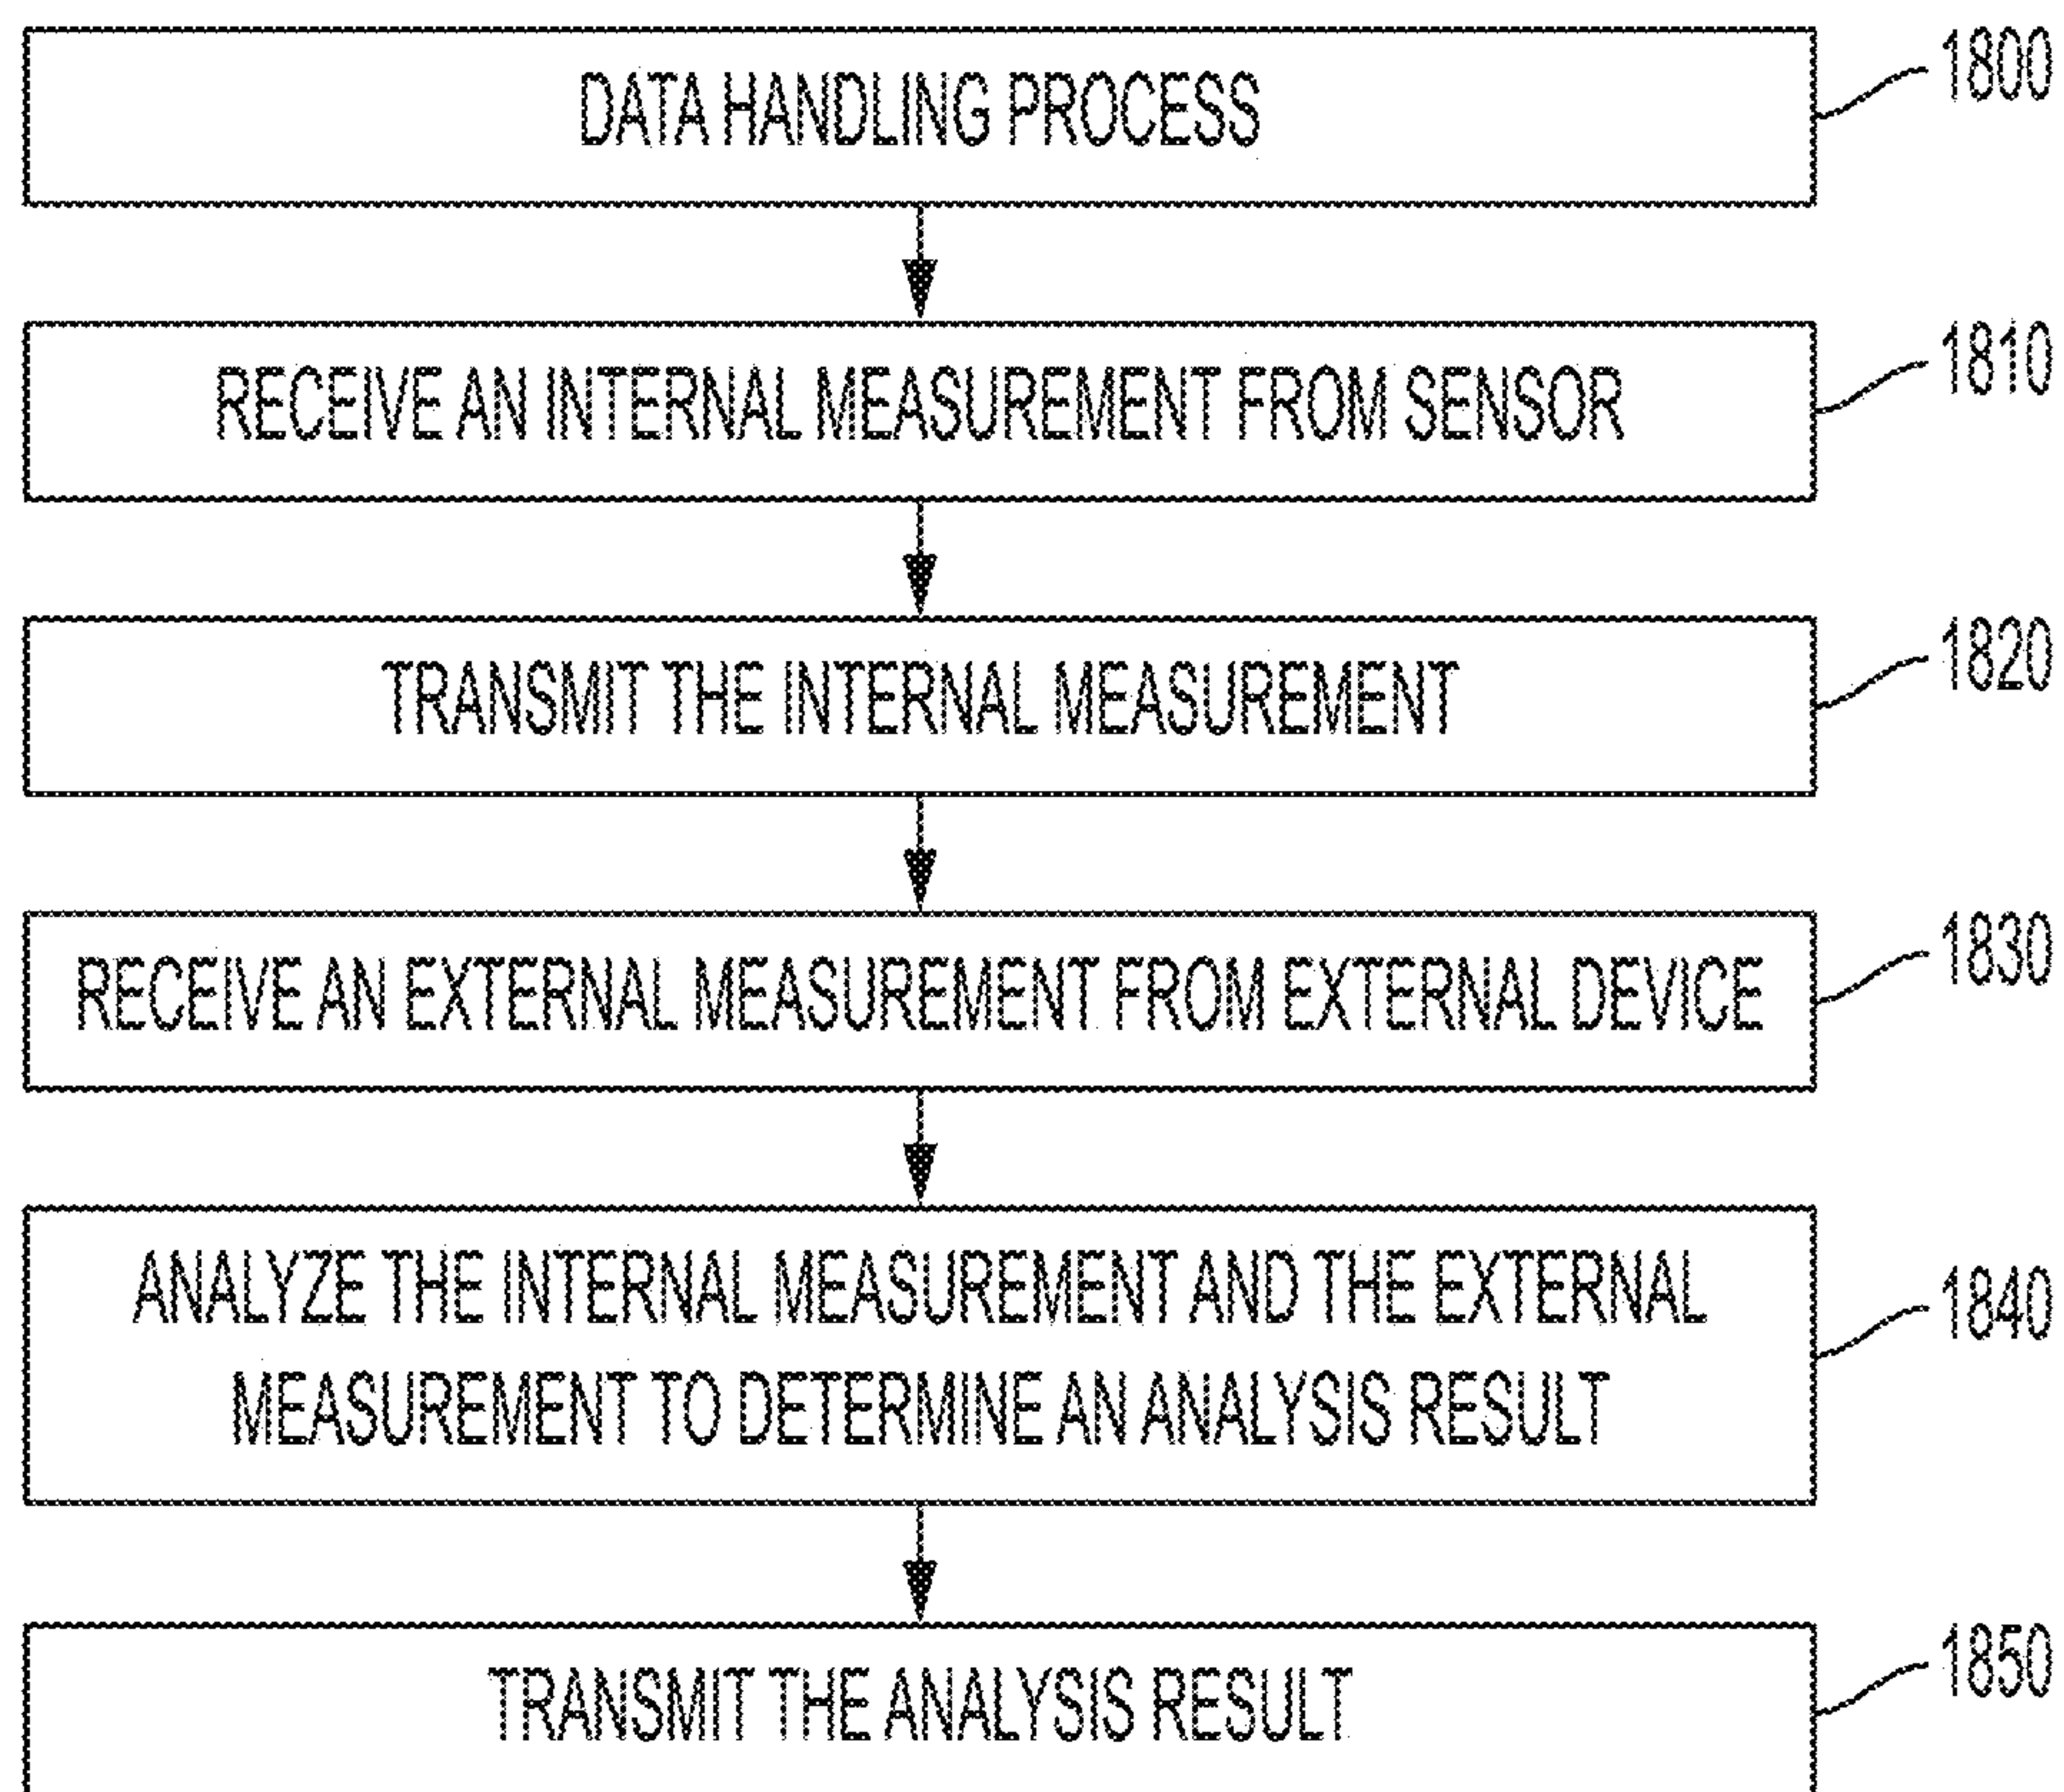 DATA HANDLING PROCESS
1800
RECEIVE AN INTERNAL MEASUREMENT FROM SENSOR
1810
TRANSMIT THE INTERNAL MEASUREMENT
1820
RECEIVE AN EXTERNAL MEASUREMENT FROM EXTERNAL DEVICE
1830
ANALYZE THE INTERNAL MEASUREMENT AND THE EXTERNAL
MEASUREMENT TO DETERMINE AN ANALYSIS RESULT
1840
TRANSMIT THE ANALYSIS RESULT
1850